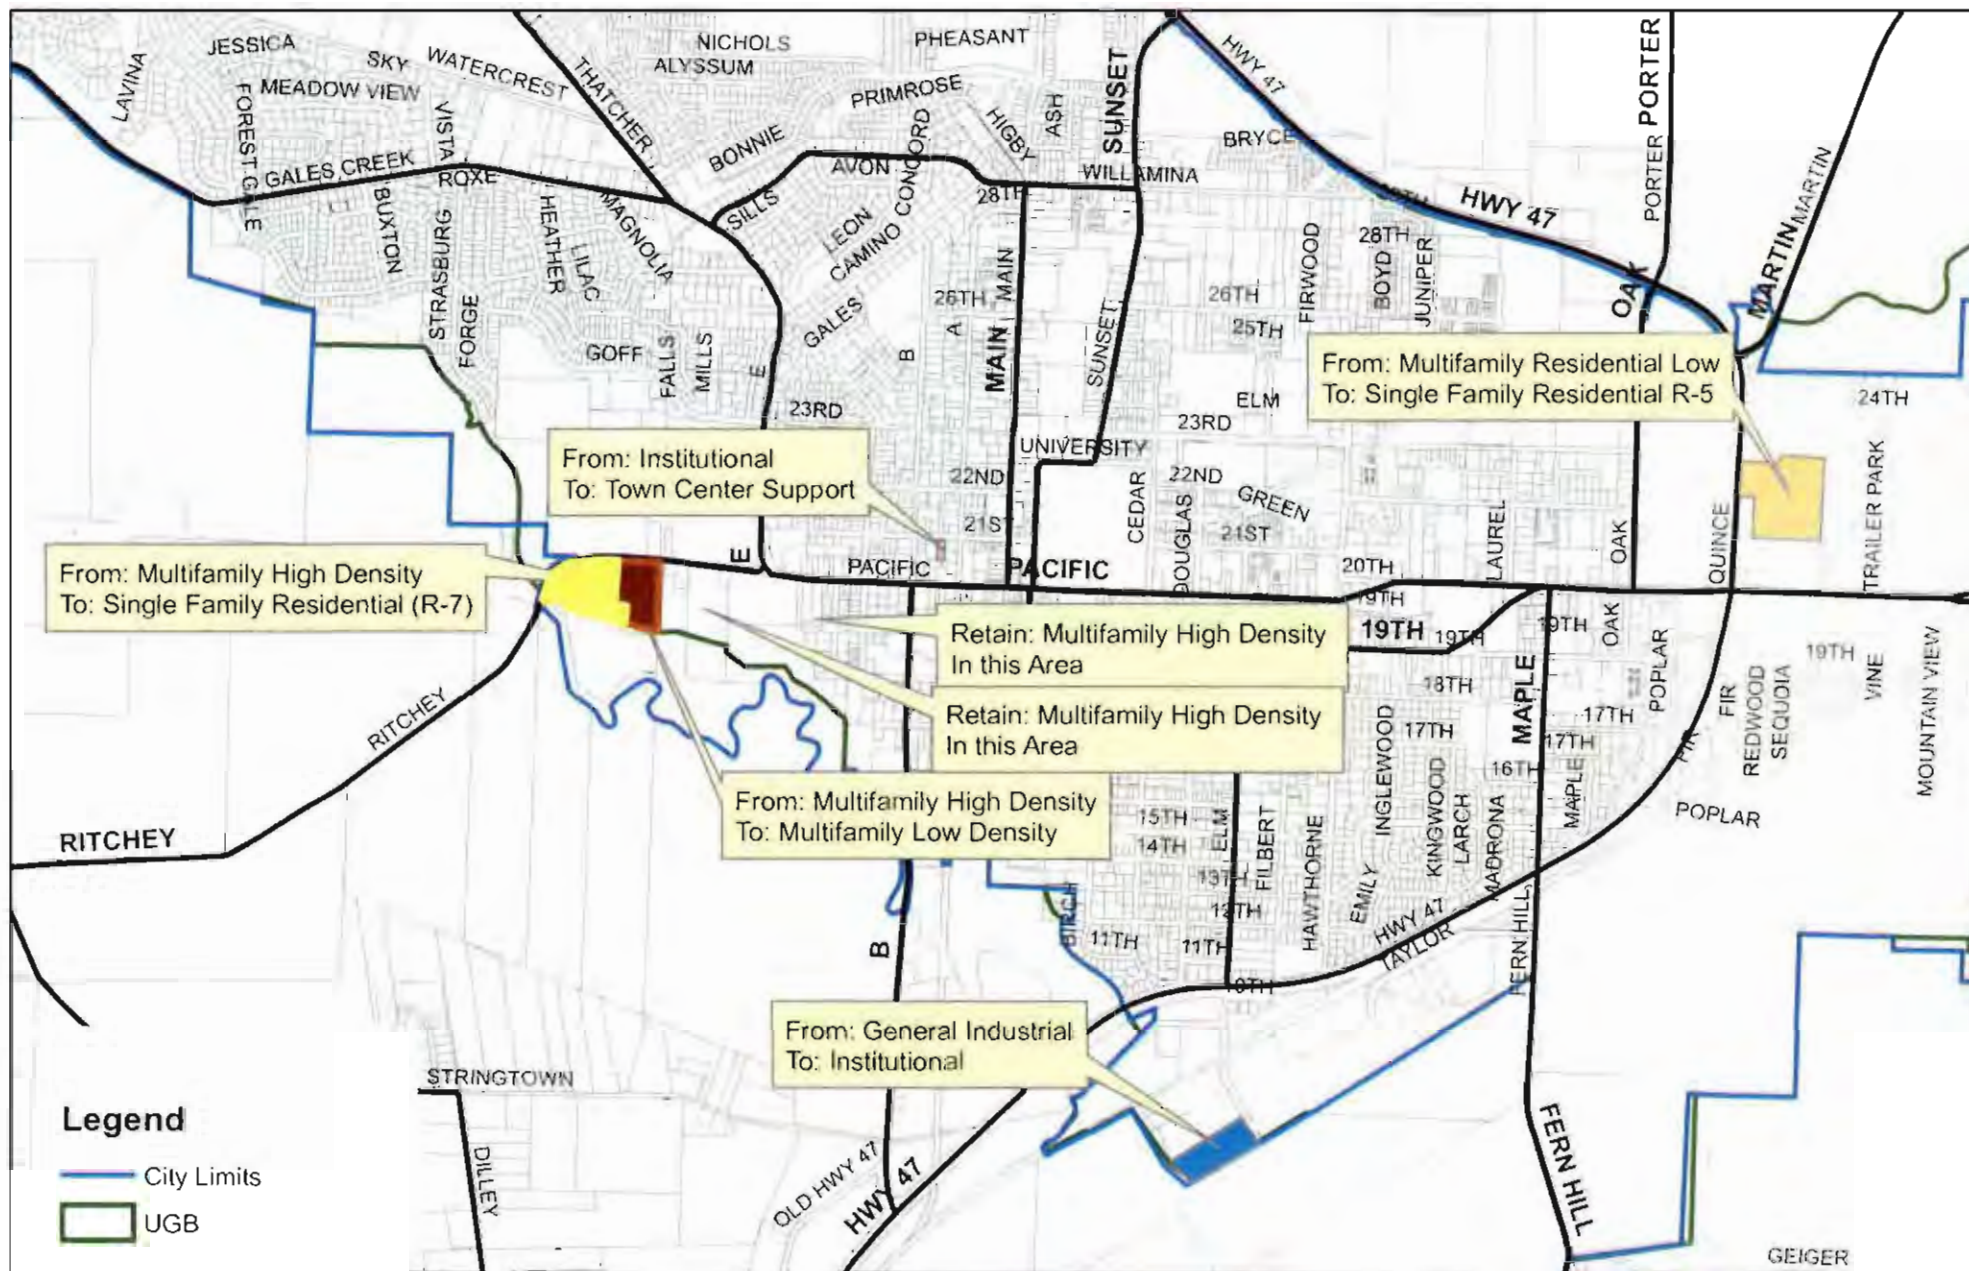 JESSICA
NICHOLS
PHEASANT
SKY
WATERCREST
THATCHER
ALYSSUM
SUNSET
HWY 47
PORTER
LAVINA
MEADOW VIEW
PRIMROSE
FOREST GALE
VISTA
HIGBY
ASH
BONNIE
CONCORD
BRYCE
PORTER
MARTIN
GALES CREEK
ROXE
AVON
WILLAMINA
28TH
HWY 47
BUXTON
STRASBURG
HEATHER
LILAC
MAGNOLIA
SILLS
LEON
CAMINO
28TH
FIRWOOD
BOYD
JUNIPER
OAK
MARTIN
FORGE
GALES
26TH
MAIN
26TH
25TH
GOFF
FALLS
MILLS
E
B
A
MAIN
SUNSET
From: Multifamily Residential Low
To: Single Family Residential R-5
23RD
ELM
23RD
24TH
UNIVERSITY
From: Institutional
To: Town Center Support
22ND
CEDAR
22ND
DOUGLAS
GREEN
21ST
LAUREL
OAK
QUINCE
TRAILER PARK
E
PACIFIC
PACIFIC
20TH
From: Multifamily High Density
To: Single Family Residential (R-7)
19TH
Retain: Multifamily High Density
In this Area
19TH
19TH
19TH
OAK
POPLAR
19TH
VINE
MOUNTAIN VIEW
18TH
MAPLE
FIR
REDWOOD
SEQUOIA
RITCHEY
Retain: Multifamily High Density
In this Area
INGLEWOOD
17TH
17TH
17TH
FIR
16TH
From: Multifamily High Density
To: Multifamily Low Density
15TH
14TH
ELM
FILBERT
HAWTHORNE
KINGWOOD
LARCH
MADRONA
MAPLE
POPLAR
RITCHEY
13TH
12TH
EMILY
BIRCH
11TH
11TH
HWY 47
TAYLOR
FERN HILL
B
10TH
From: General Industrial
To: Institutional
STRINGTOWN
Legend
City Limits
UGB
DILLEY
OLD HWY 47
HWY 47
FERN HILL
GEIGER